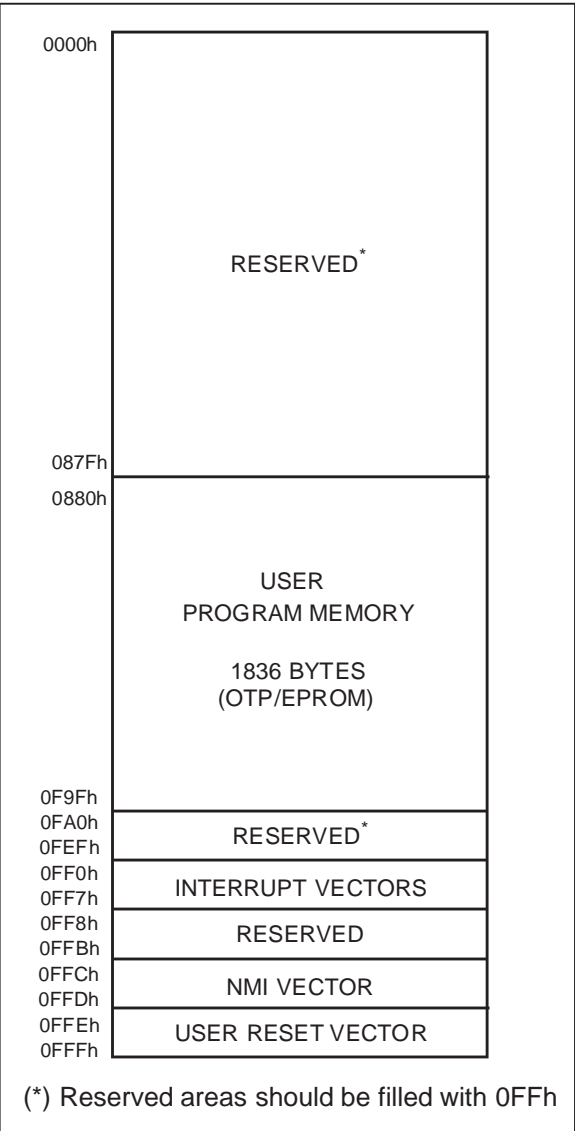 0000h
RESERVED*
087Fh
0880h
USER
PROGRAM MEMORY
1836 BYTES
(OTP/EPROM)
0F9Fh
0FA0h
RESERVED*
0FEFh
0FF0h
INTERRUPT VECTORS
0FF7h
0FF8h
RESERVED
0FFBh
0FFCh
NMI VECTOR
0FFDh
0FFEh
USER RESET VECTOR
0FFFh
(*) Reserved areas should be filled with 0FFh